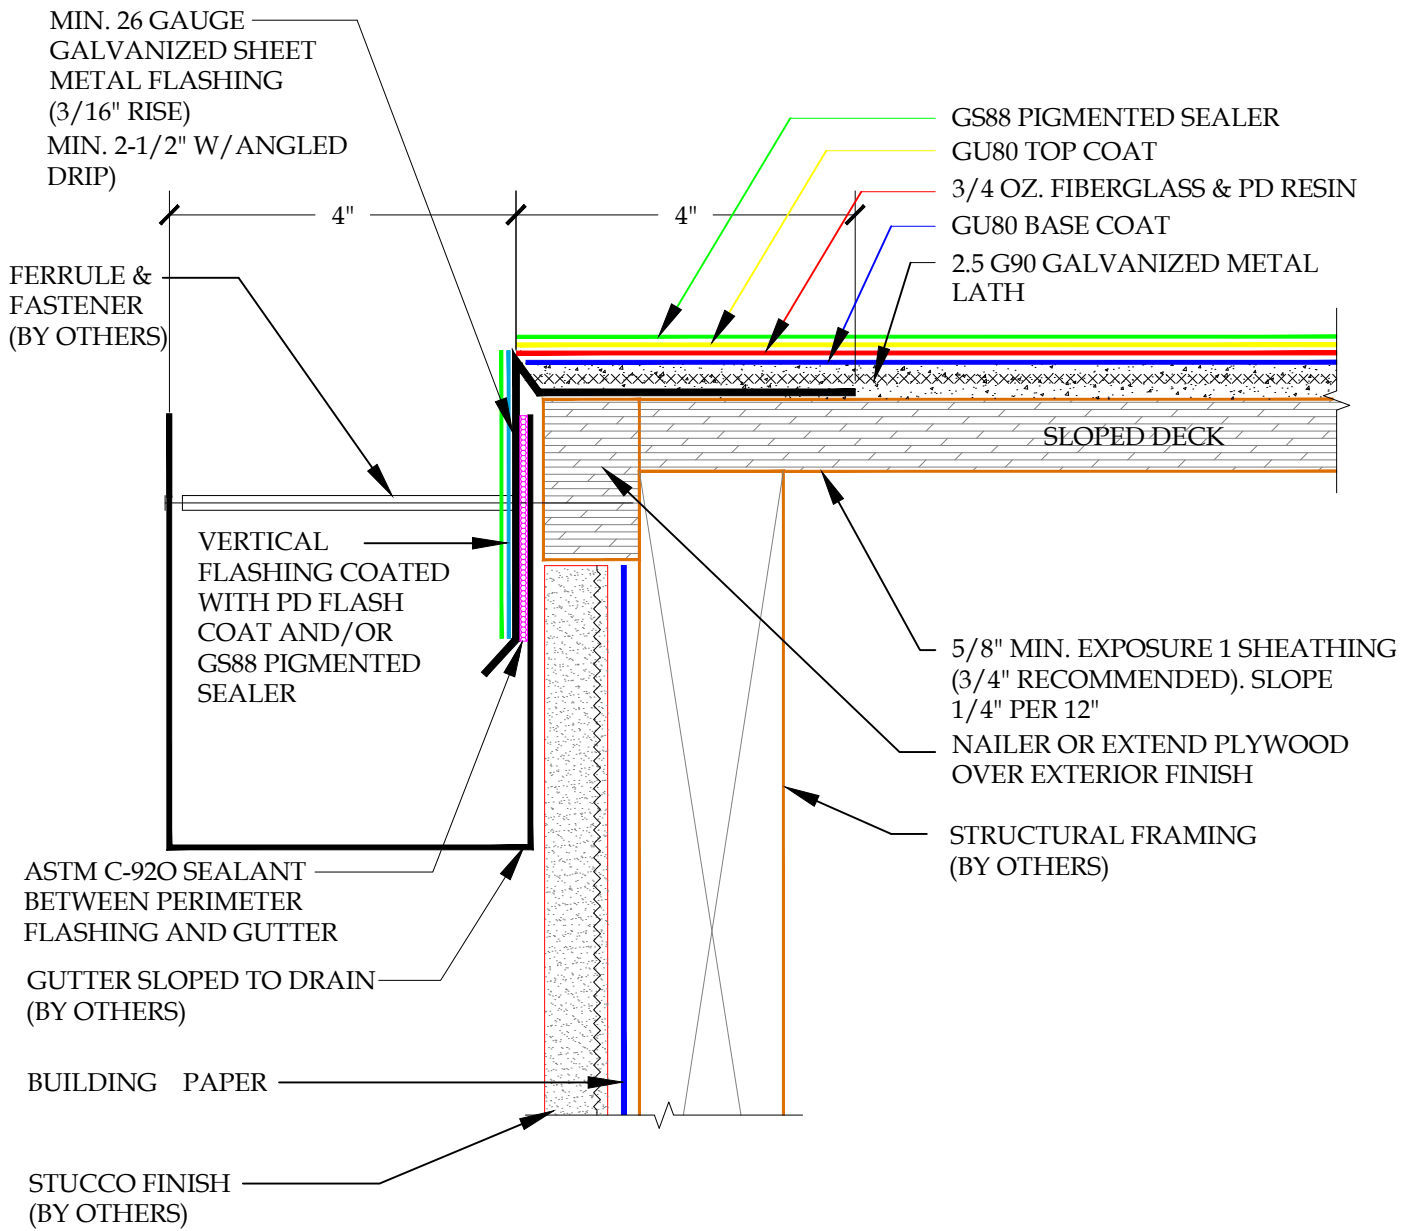 MIN. 26 GAUGE
GALVANIZED SHEET
METAL FLASHING
(3/16" RISE)
MIN. 2-1/2" W/ANGLED
DRIP)
4"
4"
GS88 PIGMENTED SEALER
GU80 TOP COAT
3/4 OZ. FIBERGLASS & PD RESIN
GU80 BASE COAT
2.5 G90 GALVANIZED METAL
LATH
FERRULE &
FASTENER
(BY OTHERS)
SLOPED DECK
VERTICAL
FLASHING COATED
WITH PD FLASH
COAT AND/OR
GS88 PIGMENTED
SEALER
5/8" MIN. EXPOSURE 1 SHEATHING
(3/4" RECOMMENDED). SLOPE
1/4" PER 12"
NAILER OR EXTEND PLYWOOD
OVER EXTERIOR FINISH
STRUCTURAL FRAMING
(BY OTHERS)
ASTM C-92O SEALANT
BETWEEN PERIMETER
FLASHING AND GUTTER
GUTTER SLOPED TO DRAIN
(BY OTHERS)
BUILDING PAPER
STUCCO FINISH
(BY OTHERS)